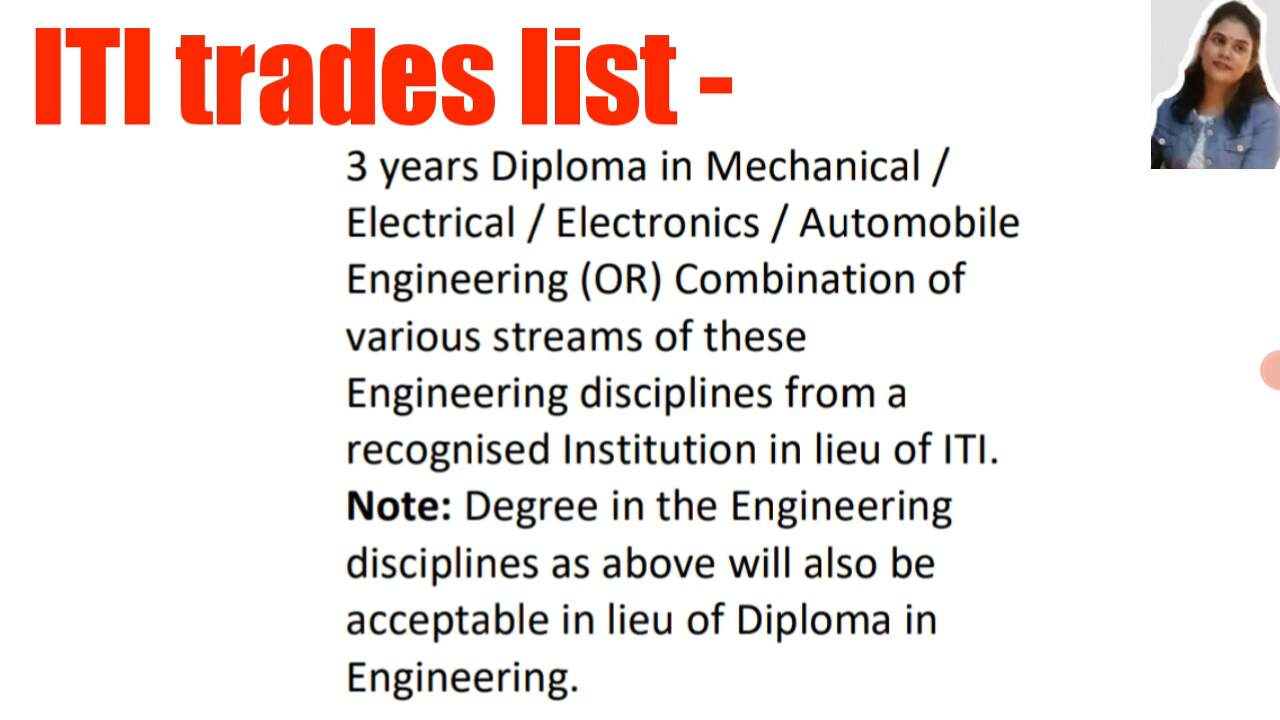 ITI trades list -
3 years Diploma in Mechanical /
Electrical / Electronics / Automobile
Engineering (OR) Combination of
various streams of these
Engineering disciplines from a
recognised Institution in lieu of ITI.
Note: Degree in the Engineering
disciplines as above will also be
acceptable in lieu of Diploma in
Engineering.